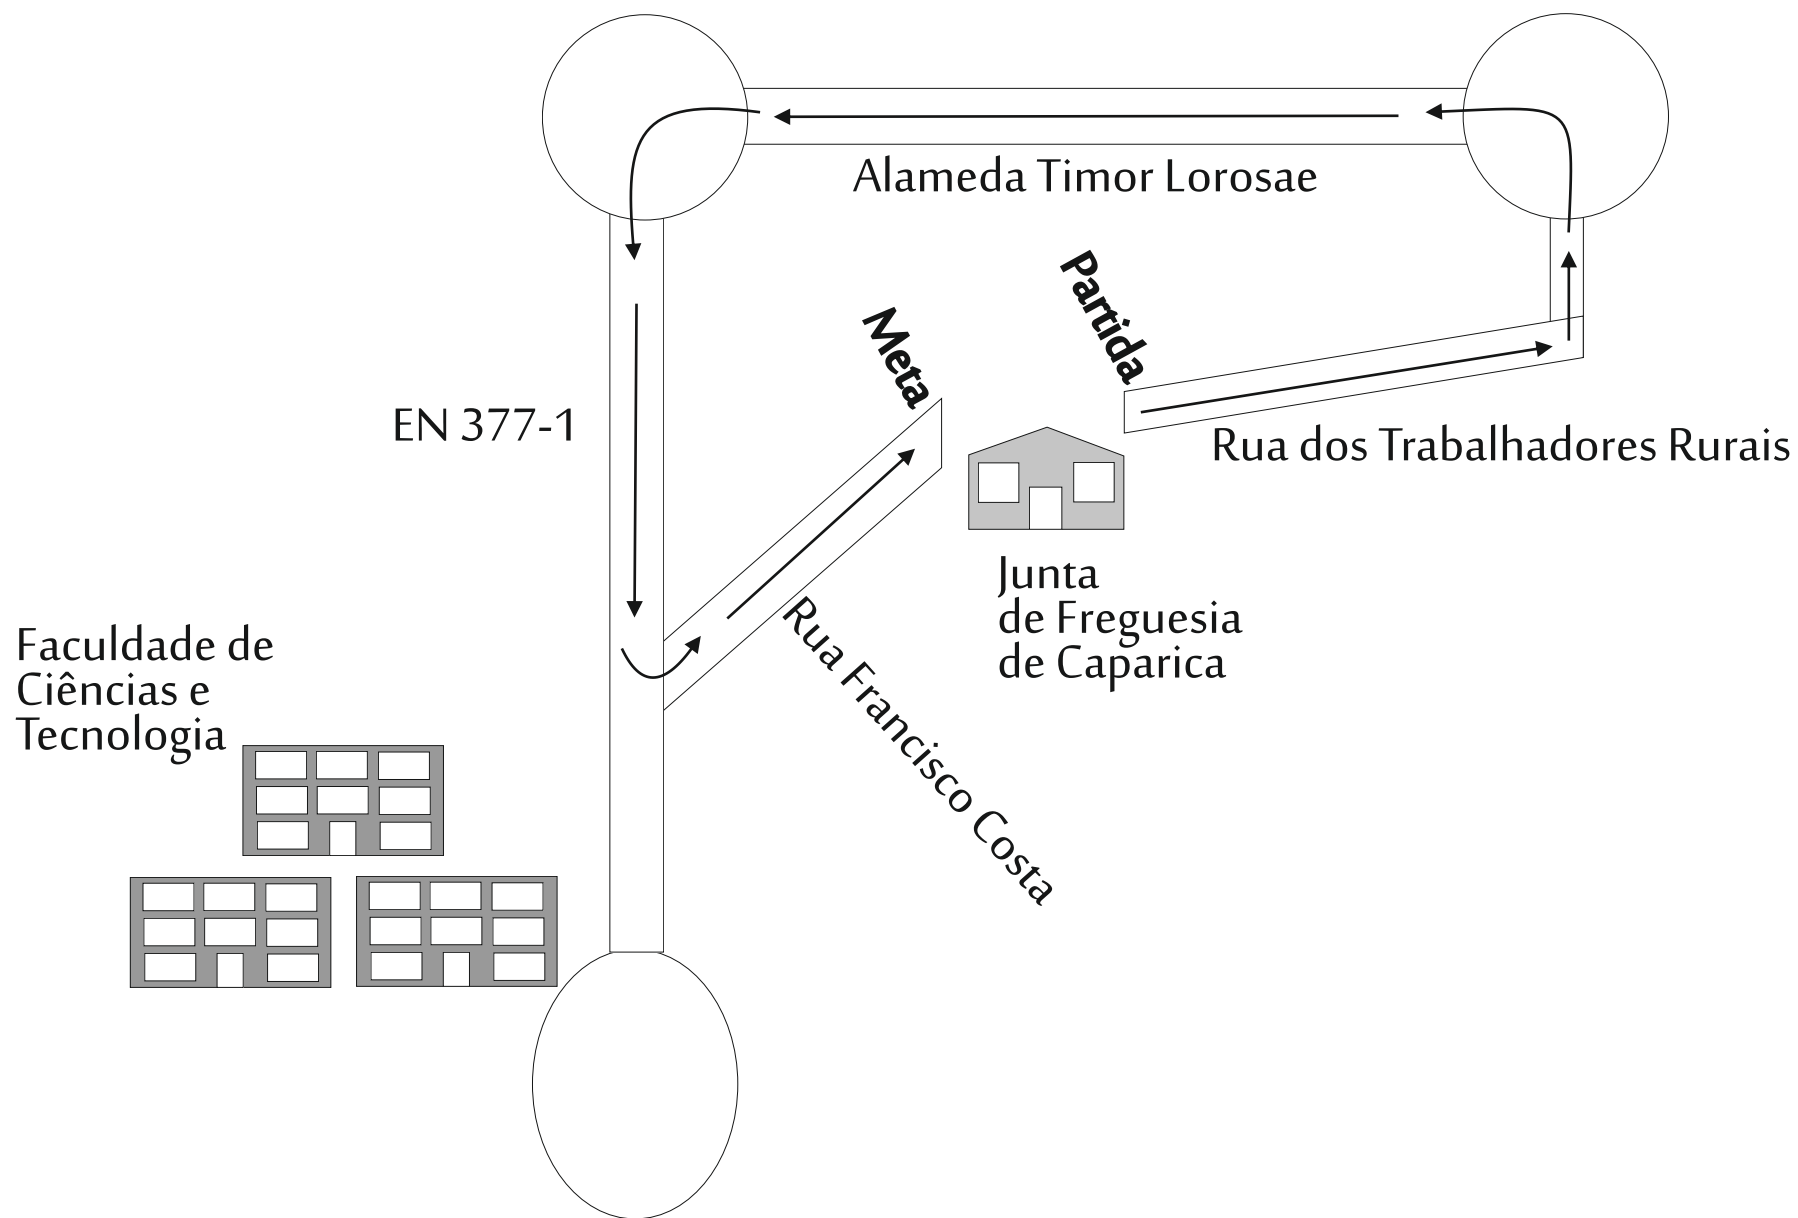 Alameda Timor Lorosae
Partida
Meta
EN 377-1
Rua dos Trabalhadores Rurais
Junta
de Freguesia
de Caparica
Rua Francisco Costa
Faculdade de
Ciências e
Tecnologia